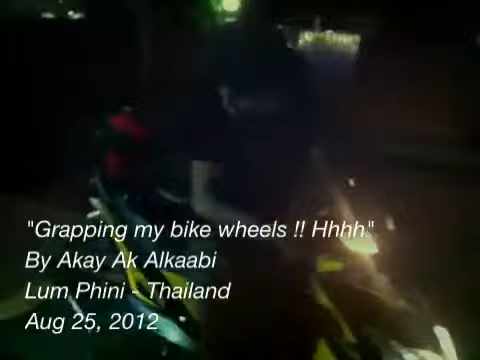 "Grapping my bike wheels !! Hhhh."
By Akay Ak Alkaabi
Lum Phini - Thailand
Aug 25, 2012